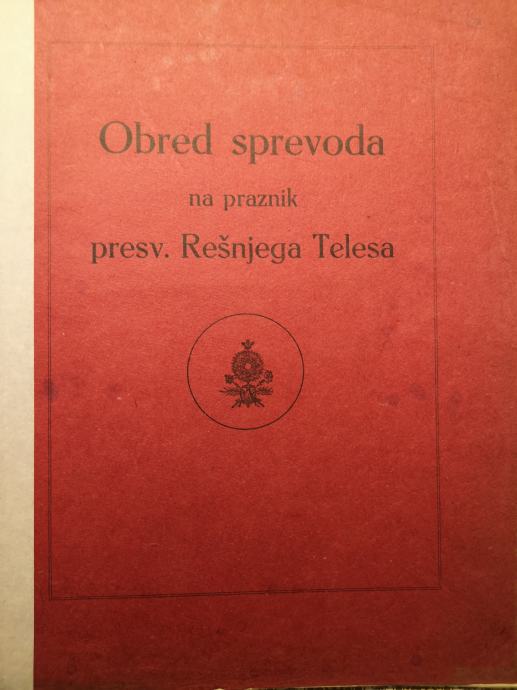 Obred sprevoda
na praznik
presv. Rešnjega Telesa